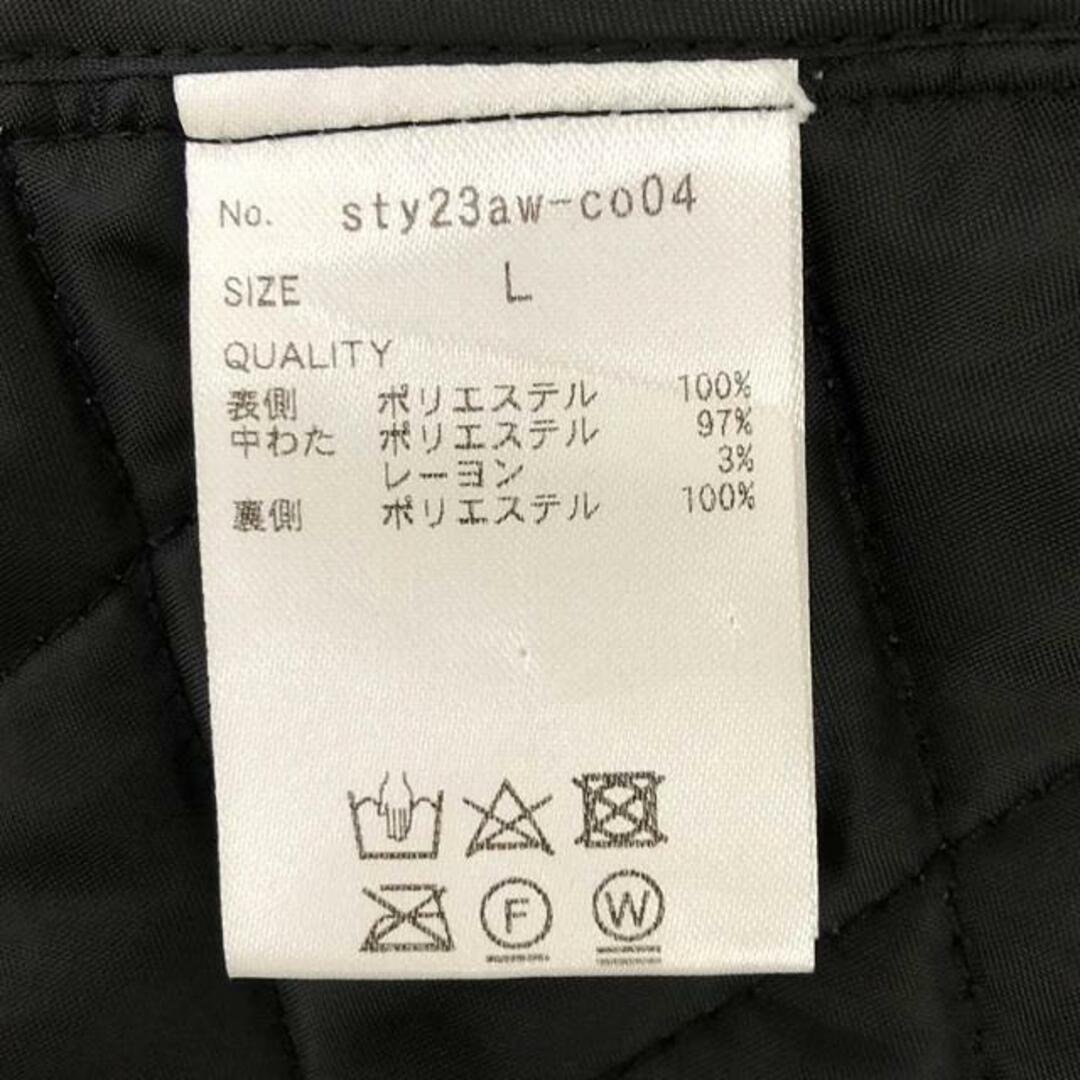 No. sty23aw-co04
SIZE L
QUALITY
表側 ポリエステル 100%
中わた ポリエステル 97%
レーヨン 3%
裏側 ポリエステル 100%
F
W